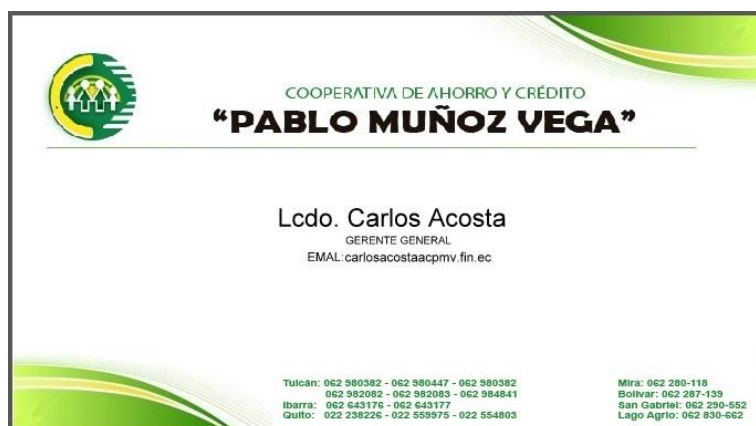 COOPERATIVA DE AHORRO Y CRÉDITO
“PABLO MUÑOZ VEGA”
Lcdo. Carlos Acosta
GERENTE GENERAL
EMAL:carlosacostaacpmv.fin.ec
Tulcán: 062 980382 - 062 980447 - 062 980382
062 982082 - 062 982083 - 062 984841
Ibarra: 062 643176 - 062 643177
Quito: 022 238226 - 022 559975 - 022 554803
Mira: 062 280-118
Bolivar: 062 287-139
San Gabriel: 062 290-552
Lago Agrio: 062 830-662